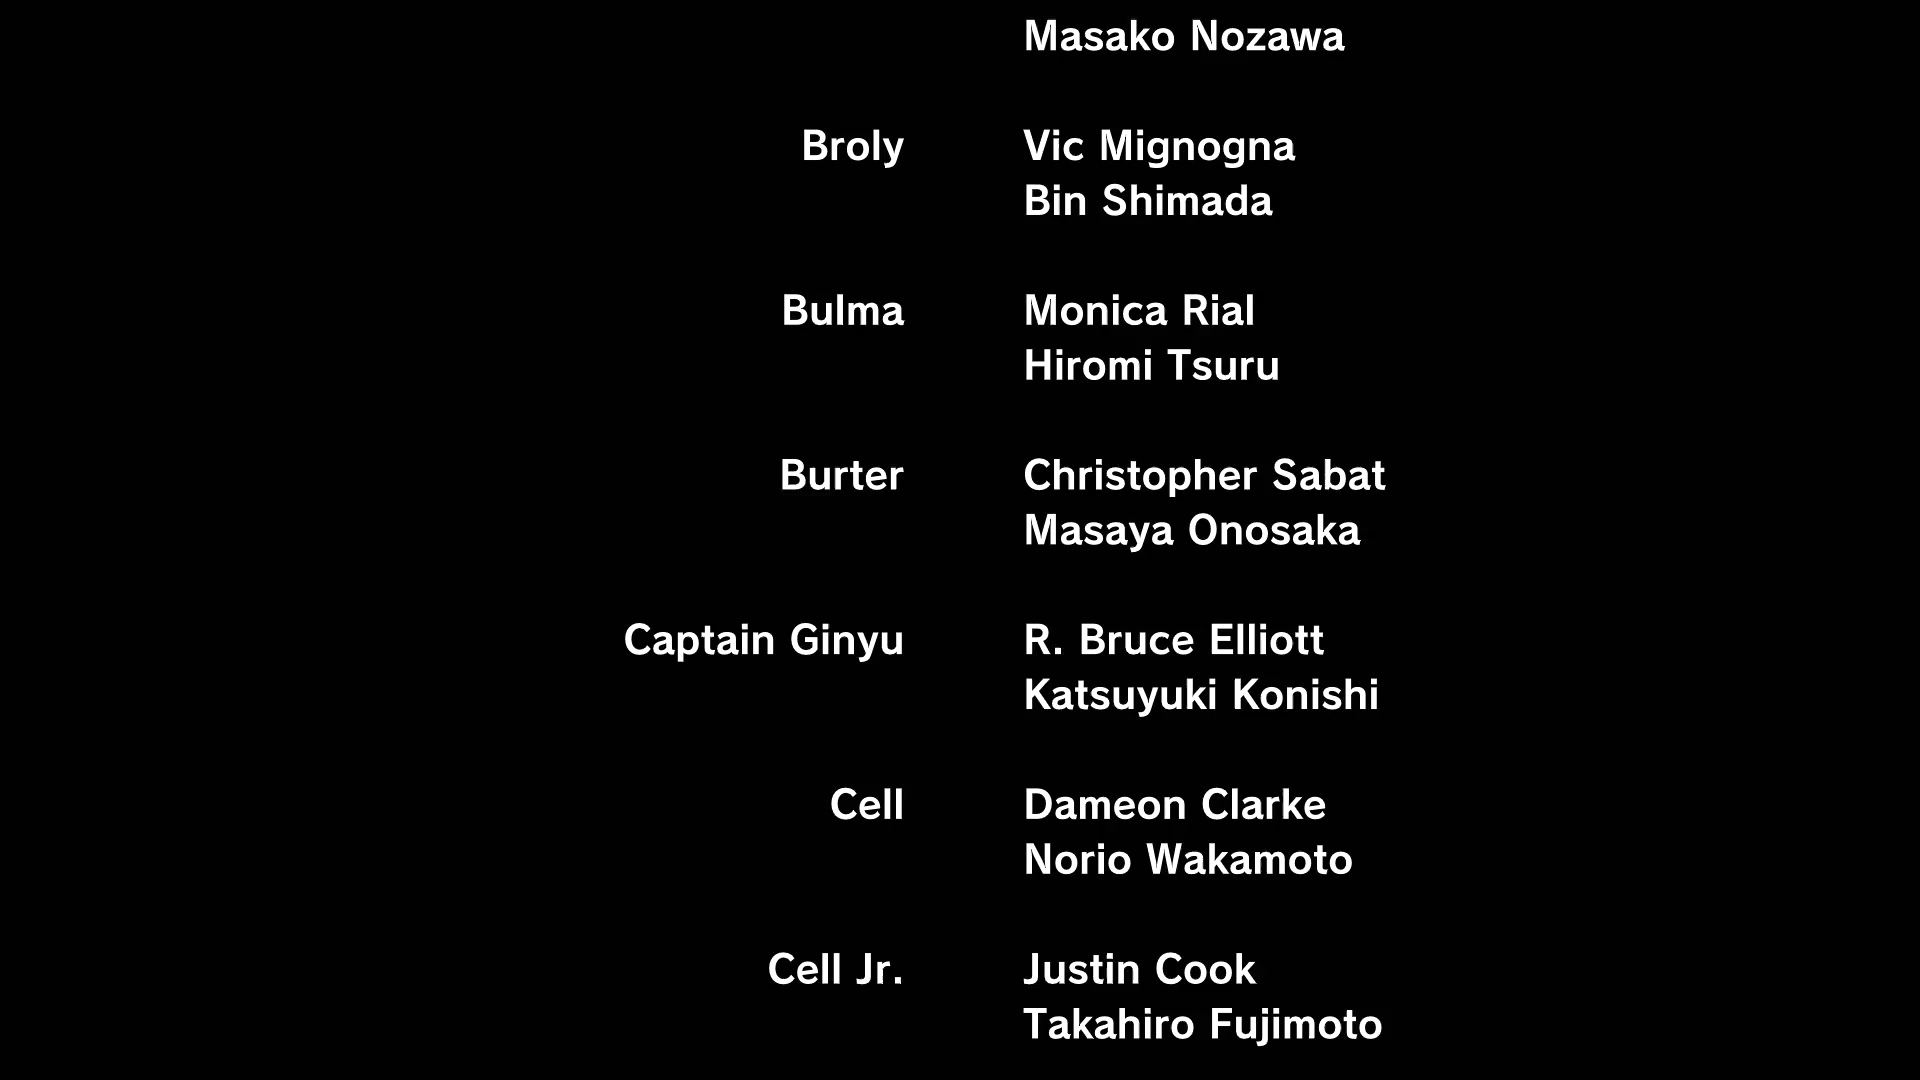 Masako Nozawa
Broly Vic Mignogna
Bin Shimada
Bulma Monica Rial
Hiromi Tsuru
Burter Christopher Sabat
Masaya Onosaka
Captain Ginyu R. Bruce Elliott
Katsuyuki Konishi
Cell Dameon Clarke
Norio Wakamoto
Cell Jr. Justin Cook
Takahiro Fujimoto